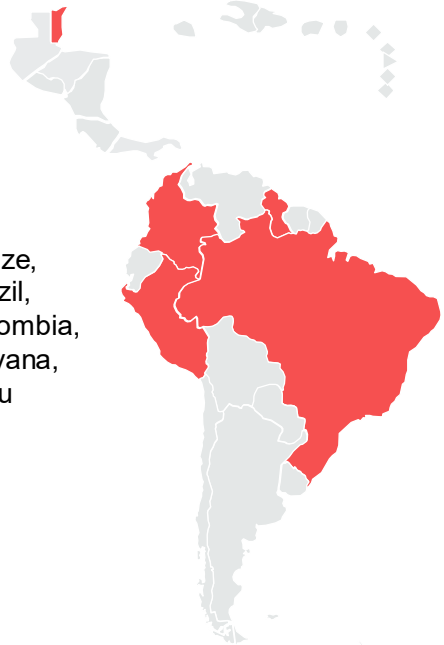 ze,
zil,
ombia,
yana,
u